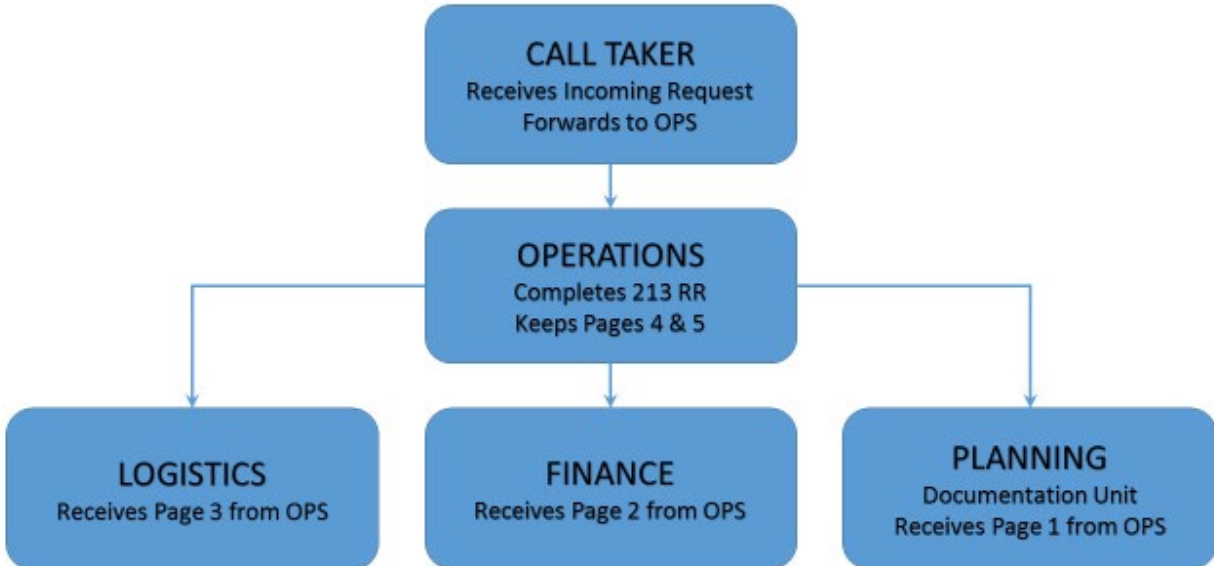 CALL TAKER
Receives Incoming Request
Forwards to OPS
OPERATIONS
Completes 213 RR
Keeps Pages 4 & 5
LOGISTICS
Receives Page 3 from OPS
FINANCE
Receives Page 2 from OPS
PLANNING
Documentation Unit
Receives Page 1 from OPS